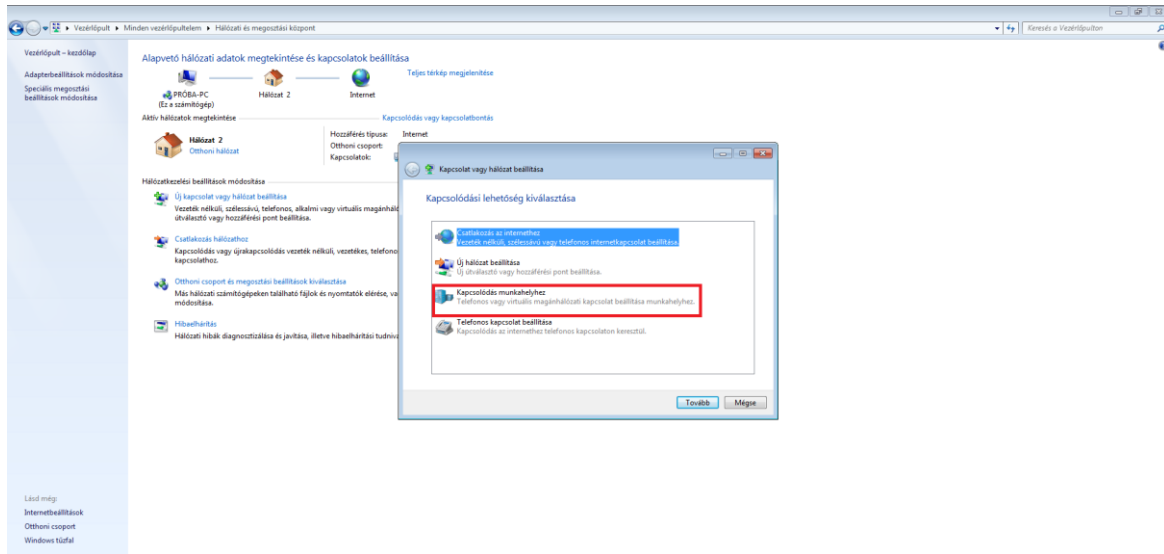 Vezérlőpult ▸ Minden vezérlőpultelem ▸ Hálózati és megosztási központ
Keresés a Vezérlőpulton
Vezérlőpult – kezdőlap
Adapterbeállítások módosítása
Speciális megosztási
beállítások módosítása
Alapvető hálózati adatok megtekintése és kapcsolatok beállítása
Teljes térkép megjelenítése
PRÓBA-PC
(Ez a számítógép)
Hálózat 2
Internet
Aktív hálózatok megtekintése
Kapcsolódás vagy kapcsolatbontás
Hálózat 2
Otthoni hálózat
Hozzáférés típusa: Internet
Otthoni csoport:
Kapcsolatok:
Hálózatkezelési beállítások módosítása
Új kapcsolat vagy hálózat beállítása
Vezeték nélküli, szélessávú, telefonos, alkalmi vagy virtuális magánháló
útválasztó vagy hozzáférési pont beállítása.
Csatlakozás hálózathoz
Kapcsolódás vagy újrakapcsolódás vezeték nélküli, vezetékes, telefono
kapcsolathoz.
Otthoni csoport és megosztási beállítások kiválasztása
Más hálózati számítógépeken található fájlok és nyomtatók elérése, va
módosítása.
Hibaelhárítás
Hálózati hibák diagnosztizálása és javítása, illetve hibaelhárítási tudniva
Kapcsolat vagy hálózat beállítása
Kapcsolódási lehetőség kiválasztása
Csatlakozás az internethez
Vezeték nélküli, szélessávú vagy telefonos internetkapcsolat beállítása.
Új hálózat beállítása
Új útválasztó vagy hozzáférési pont beállítása.
Kapcsolódás munkahelyhez
Telefonos vagy virtuális magánhálózati kapcsolat beállítása munkahelyhez.
Telefonos kapcsolat beállítása
Kapcsolódás az internethez telefonos kapcsolaton keresztül.
Tovább
Mégse
Lásd még:
Internetbeállítások
Otthoni csoport
Windows tűzfal